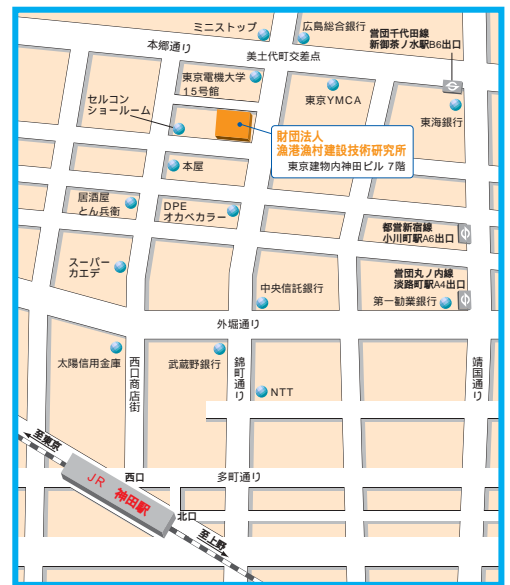 ミニストップ
広島総合銀行
営団千代田線
新御茶ノ水駅B6出口
本郷通り
美土代町交差点
東京電機大学
15号館
東京YMCA
セルコン
ショールーム
東海銀行
財団法人
漁港漁村建設技術研究所
東京建物内神田ビル 7階
本屋
居酒屋
とん兵衛
DPE
オカベカラー
都営新宿線
小川町駅A6出口
スーパー
カエデ
営団丸ノ内線
淡路町駅A4出口
中央信託銀行
第一勧業銀行
外堀通り
太陽信用金庫
西口商店街
武蔵野銀行
錦町通り
靖国通り
NTT
至東京
西口
多町通り
JR 神田駅
北口
至上野